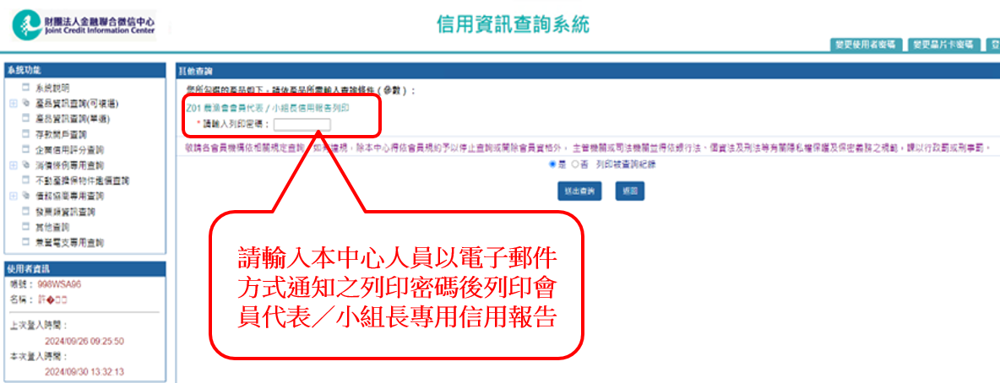 財團法人金融聯合徵信中心
Joint Credit Information Center
信用資訊查詢系統
變更使用者密碼
變更晶片卡密碼
登
系統功能
系統說明
產品資訊查詢(可複選)
產品資訊查詢(單選)
存款開戶查詢
企業信用評分查詢
消債條例專用查詢
不動產擔保物件鑑價查詢
債務協商專用查詢
發票類資訊查詢
其他查詢
兼營電支專用查詢
使用者資訊
帳號： 998WSA96
名稱： 許�□□
上次登入時間：
2024/09/26 09:25:50
本次登入時間：
2024/09/30 13:32:13
其他查詢
您所勾選的產品如下，請依產品所需輸入查詢條件 ( 參數 ) ：
Z01 會員代表 / 小組長信用報告列印
* 請輸入列印密碼：
敬請各會員機構依相關規定查詢，如有違規，除本中心得依會員規約予以停止查詢或開除會員資格外， 主管機關或司法機關並得依銀行法、個資法及刑法等有關隱私權保護及保密義務之規範，課以行政罰或刑事罰。
是 否 列印被查詢紀錄
送出查詢
返回
請輸入本中心人員以電子郵件
方式通知之列印密碼後列印會
員代表／小組長專用信用報告